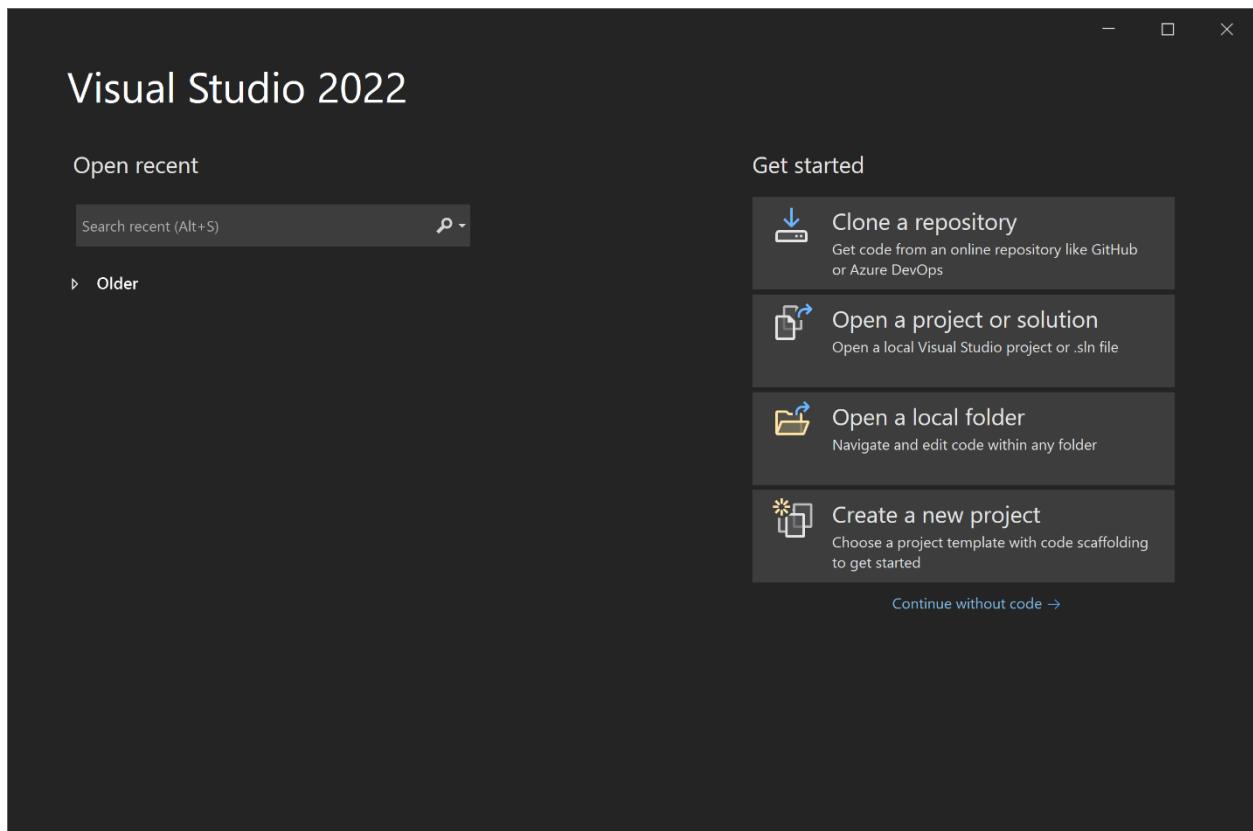 Visual Studio 2022
Open recent
Search recent (Alt+S)
Older
Get started
Clone a repository
Get code from an online repository like GitHub
or Azure DevOps
Open a project or solution
Open a local Visual Studio project or .sln file
Open a local folder
Navigate and edit code within any folder
Create a new project
Choose a project template with code scaffolding
to get started
Continue without code →